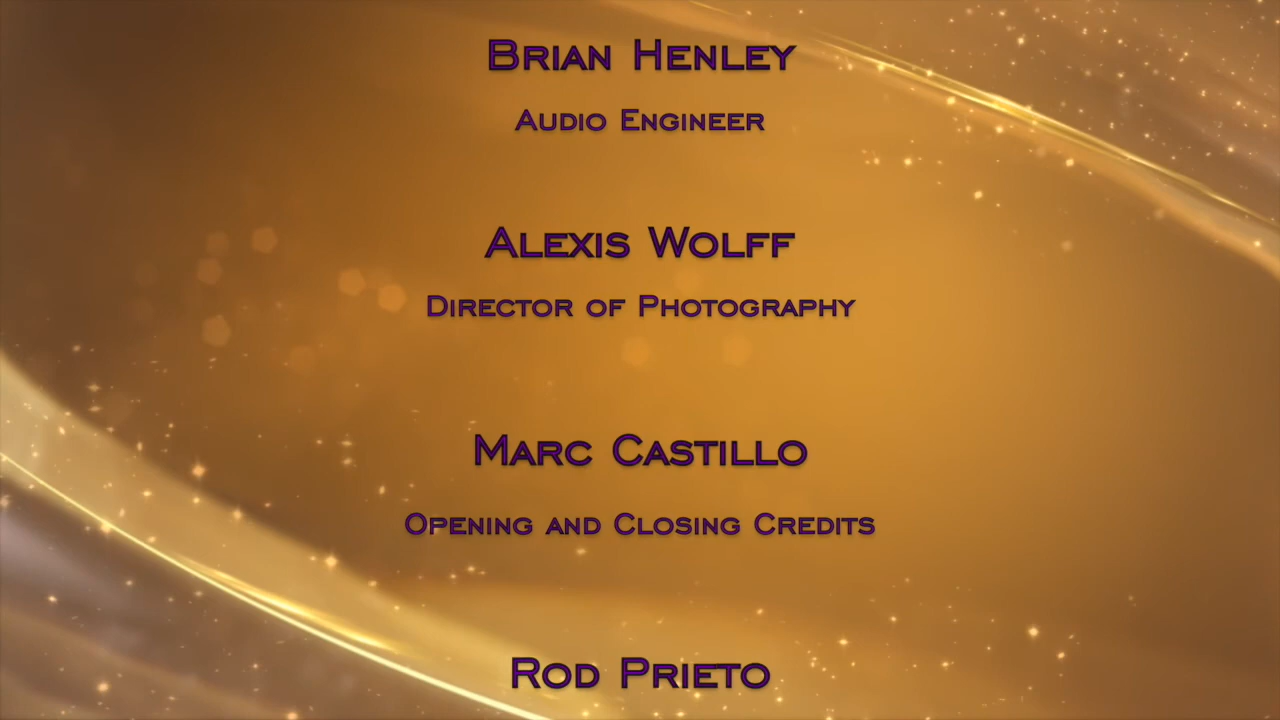 Brian Henley
Audio Engineer
Alexis Wolff
Director of Photography
Marc Castillo
Opening and Closing Credits
Rod Prieto